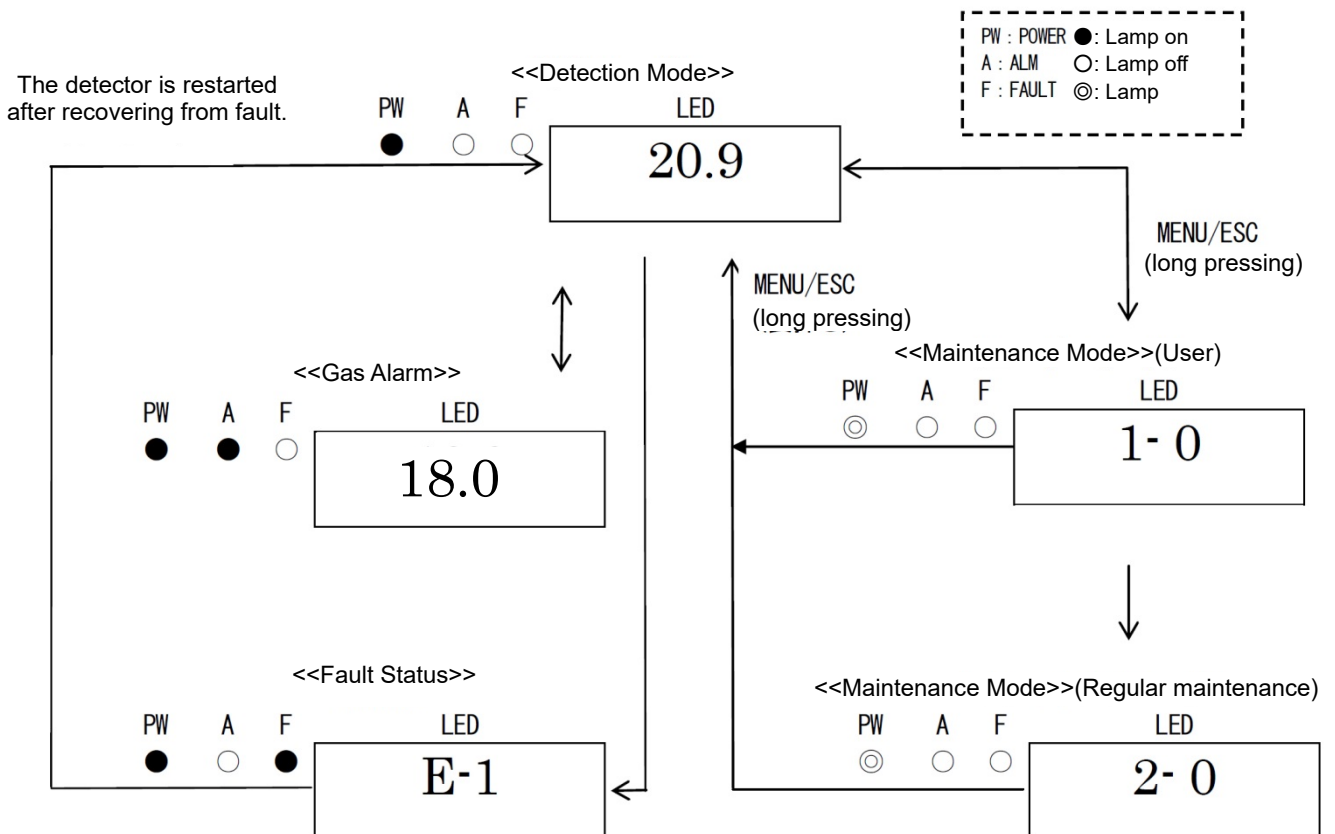 PW : POWER ●: Lamp on
A : ALM ○: Lamp off
F : FAULT ◎: Lamp
The detector is restarted
after recovering from fault.
<<Detection Mode>>
PW A F LED
20.9
MENU/ESC
(long pressing)
MENU/ESC
(long pressing)
<<Gas Alarm>>
PW A F LED
18.0
<<Maintenance Mode>>(User)
PW A F LED
1- 0
<<Fault Status>>
PW A F LED
E-1
<<Maintenance Mode>>(Regular maintenance)
PW A F LED
2- 0